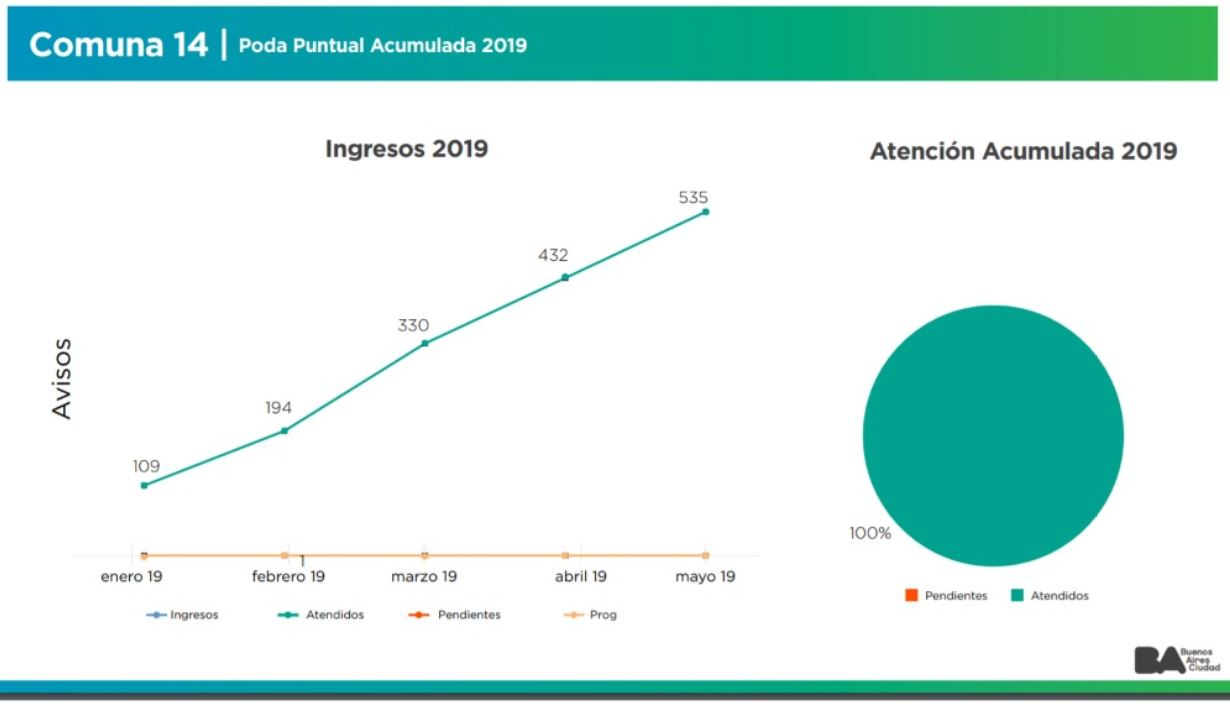 Comuna 14 | Poda Puntual Acumulada 2019
Ingresos 2019
Atención Acumulada 2019
Avisos
535
432
330
194
109
1
enero 19 febrero 19 marzo 19 abril 19 mayo 19
Ingresos Atendidos Pendientes Prog
100%
Pendientes Atendidos
BA Buenos
Aires
Ciudad